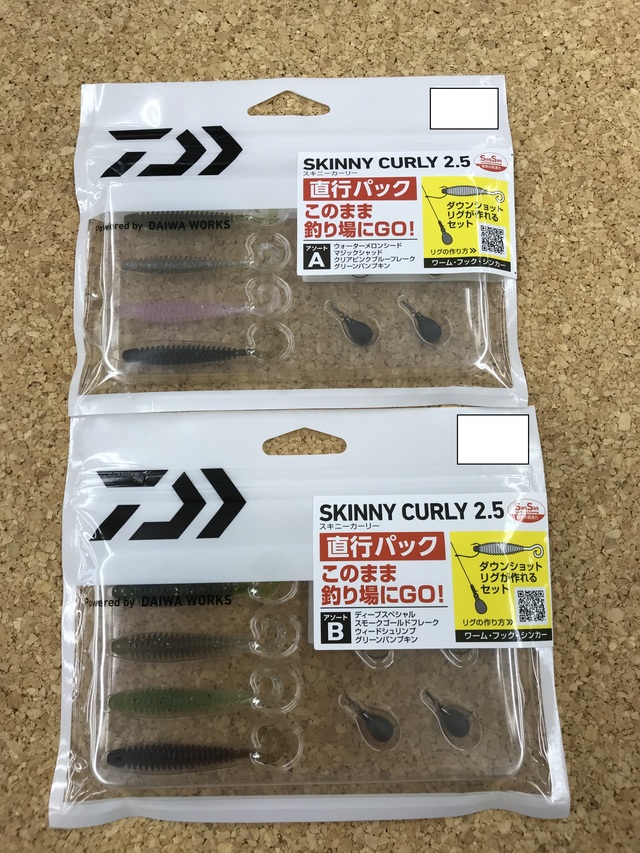 SKINNY CURLY 2.5
スキニーカーリー
直行パック
このまま
釣り場にGO!
アソート
A
ウォーターメロンシード
マジックシャッド
クリアピンクブルーフレーク
グリーンパンプキン
ダウンショット
リグが作れる
セット
リグの作り方
ワーム・フック・シンカー
Powered by DAIWA WORKS
SKINNY CURLY 2.5
スキニーカーリー
直行パック
このまま
釣り場にGO!
アソート
B
ディープスペシャル
スモークゴールドフレーク
ウィードシュリンプ
グリーンパンプキン
ダウンショット
リグが作れる
セット
リグの作り方
ワーム・フック・シンカー
Powered by DAIWA WORKS